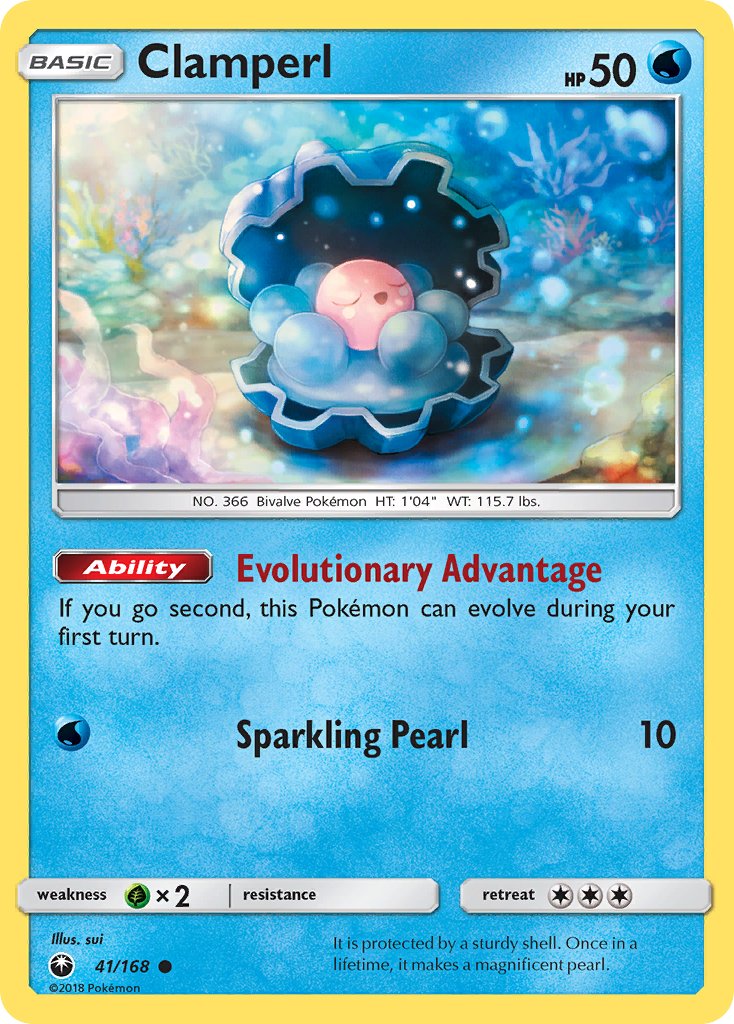 BASIC Clamperl HP 50
NO. 366 Bivalve Pokémon HT: 1'04" WT: 115.7 lbs.
Ability Evolutionary Advantage
If you go second, this Pokémon can evolve during your
first turn.
Sparkling Pearl 10
weakness ×2 resistance retreat
Illus. sui
41/168
©2018 Pokémon
It is protected by a sturdy shell. Once in a
lifetime, it makes a magnificent pearl.